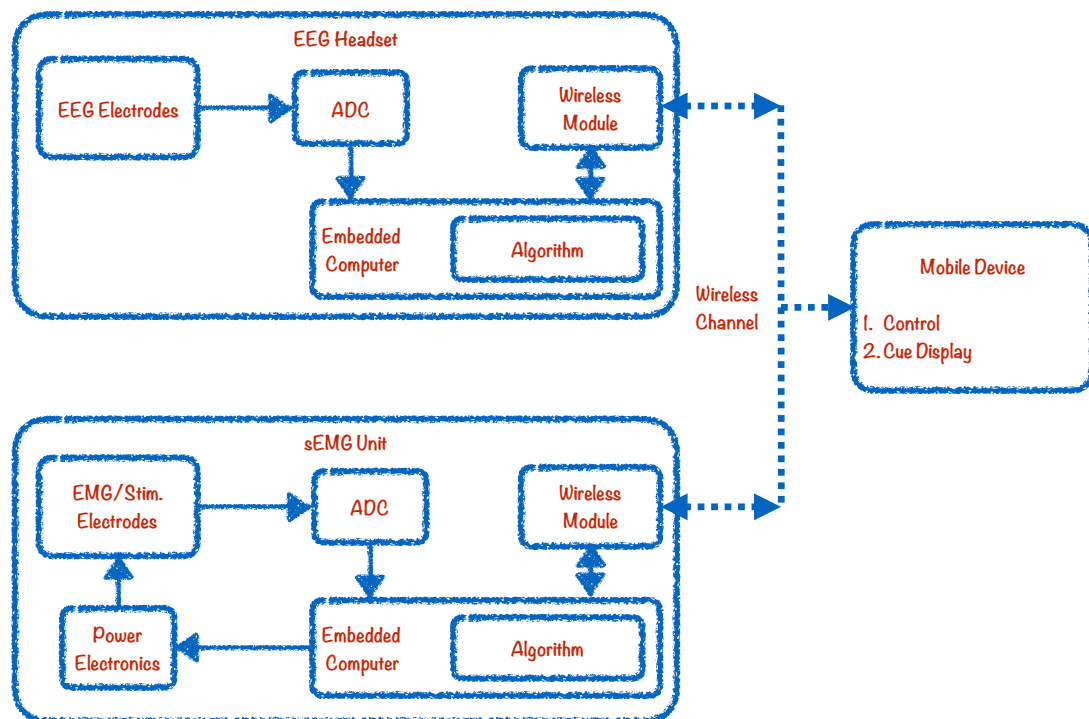 EEG Headset
EEG Electrodes
ADC
Wireless
Module
Embedded
Computer
Algorithm
Wireless
Channel
Mobile Device
1. Control
2. Cue Display
sEMG Unit
EMG/Stim.
Electrodes
ADC
Wireless
Module
Power
Electronics
Embedded
Computer
Algorithm